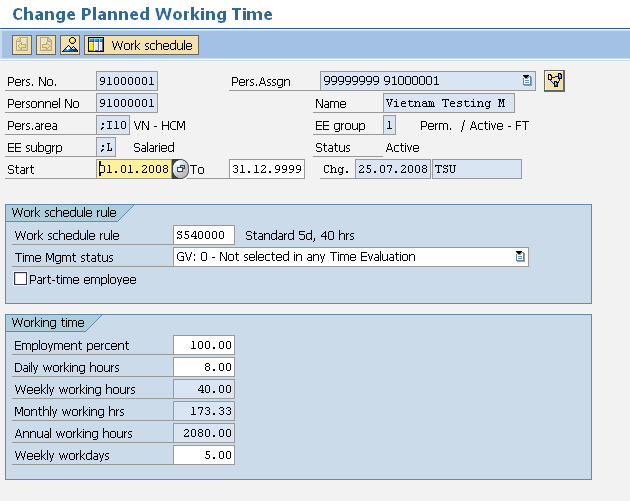 Change Planned Working Time
Work schedule
Pers. No. 91000001 Pers.Assgn 99999999 91000001
Personnel No 91000001 Name Vietnam Testing M
Pers.area ;I10 VN - HCM EE group 1 Perm. / Active - FT
EE subgrp ;L Salaried Status Active
Start 01.01.2008 To 31.12.9999 Chg. 25.07.2008 TSU
Work schedule rule
Work schedule rule S540000 Standard 5d, 40 hrs
Time Mgmt status GV: 0 - Not selected in any Time Evaluation
Part-time employee
Working time
Employment percent 100.00
Daily working hours 8.00
Weekly working hours 40.00
Monthly working hrs 173.33
Annual working hours 2080.00
Weekly workdays 5.00